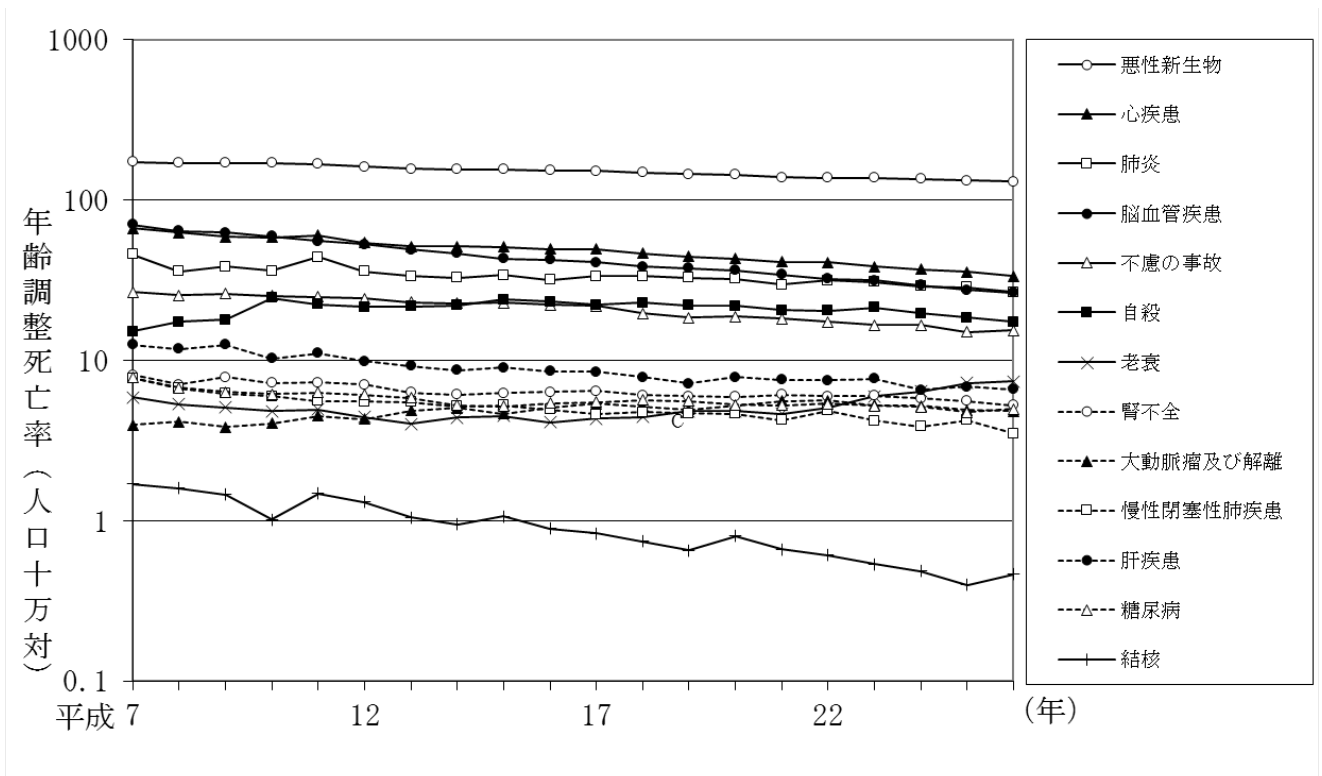 1000
100
10
1
0.1
年齢調整死亡率（人口十万対）
平成 7
12
17
22
(年)
C
悪性新生物
心疾患
肺炎
脳血管疾患
不慮の事故
自殺
老衰
腎不全
大動脈瘤及び解離
慢性閉塞性肺疾患
肝疾患
糖尿病
結核